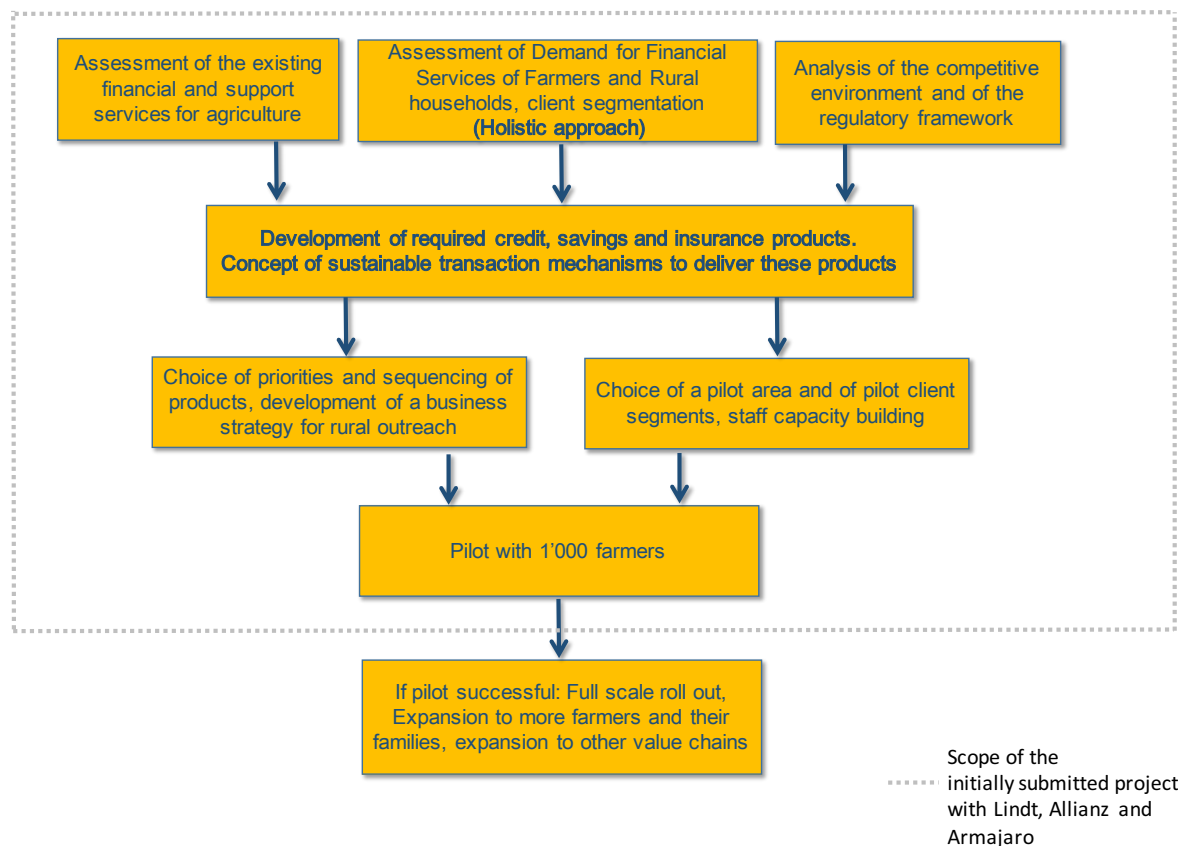 Assessment of the existing
financial and support
services for agriculture
Assessment of Demand for Financial
Services of Farmers and Rural
households, client segmentation
(Holistic approach)
Analysis of the competitive
environment and of the
regulatory framework
Development of required credit, savings and insurance products.
Concept of sustainable transaction mechanisms to deliver these products
Choice of priorities and sequencing of
products, development of a business
strategy for rural outreach
Choice of a pilot area and of pilot client
segments, staff capacity building
Pilot with 1'000 farmers
If pilot successful: Full scale roll out,
Expansion to more farmers and their
families, expansion to other value chains
Scope of the
initially submitted project
with Lindt, Allianz and
Armajaro